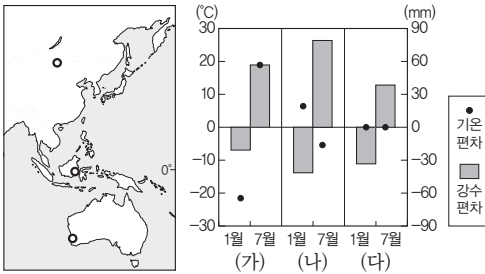 (℃) (mm)
30 90
20 60
10 30
0 0
-10 -30
-20 -60
-30 -90
0°
1월 7월 1월 7월 1월 7월
(가) (나) (다)
기온
편차
강수
편차